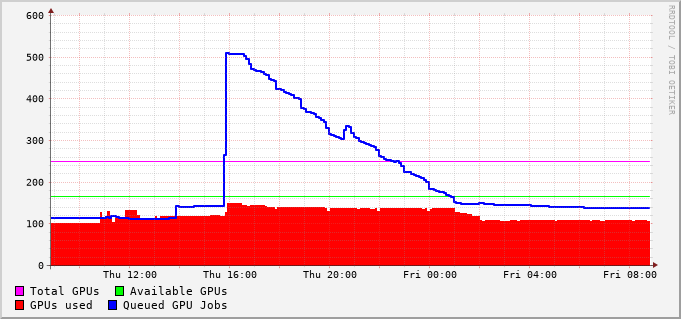 RRDTOOL / TOBI OETIKER
600
500
400
300
200
100
0
Thu 12:00 Thu 16:00 Thu 20:00 Fri 00:00 Fri 04:00 Fri 08:00
Total GPUs Available GPUs
GPUs used Queued GPU Jobs